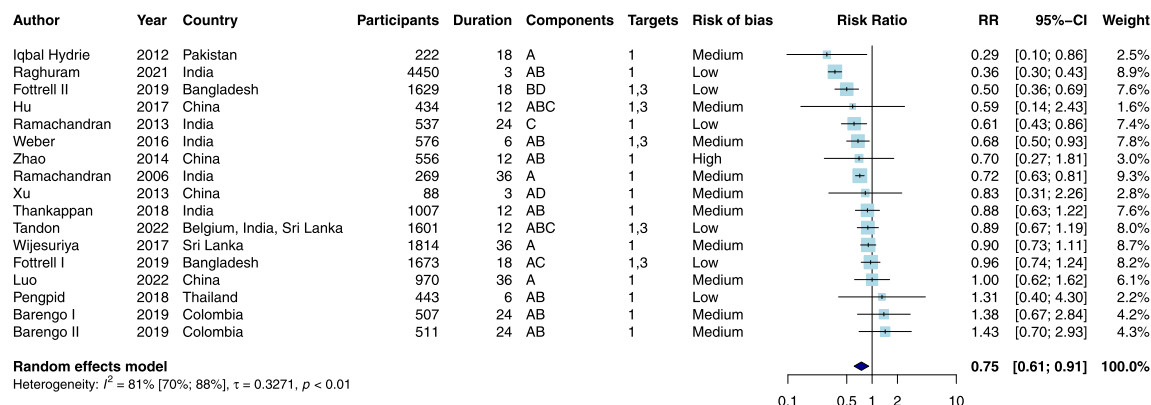 Author Year Country Participants Duration Components Targets Risk of bias Risk Ratio RR 95%−CI Weight
Iqbal Hydrie 2012 Pakistan 222 18 A 1 Medium 0.29 [0.10; 0.86] 2.5%
Raghuram 2021 India 4450 3 AB 1 Low 0.36 [0.30; 0.43] 8.9%
Fottrell II 2019 Bangladesh 1629 18 BD 1,3 Low 0.50 [0.36; 0.69] 7.6%
Hu 2017 China 434 12 ABC 1,3 Medium 0.59 [0.14; 2.43] 1.6%
Ramachandran 2013 India 537 24 C 1 Low 0.61 [0.43; 0.86] 7.4%
Weber 2016 India 576 6 AB 1,3 Medium 0.68 [0.50; 0.93] 7.8%
Zhao 2014 China 556 12 AB 1 High 0.70 [0.27; 1.81] 3.0%
Ramachandran 2006 India 269 36 A 1 Medium 0.72 [0.63; 0.81] 9.3%
Xu 2013 China 88 3 AD 1 Medium 0.83 [0.31; 2.26] 2.8%
Thankappan 2018 India 1007 12 AB 1 Medium 0.88 [0.63; 1.22] 7.6%
Tandon 2022 Belgium, India, Sri Lanka 1601 12 ABC 1,3 Low 0.89 [0.67; 1.19] 8.0%
Wijesuriya 2017 Sri Lanka 1814 36 A 1 Medium 0.90 [0.73; 1.11] 8.7%
Fottrell I 2019 Bangladesh 1673 18 AC 1,3 Low 0.96 [0.74; 1.24] 8.2%
Luo 2022 China 970 36 A 1 Medium 1.00 [0.62; 1.62] 6.1%
Pengpid 2018 Thailand 443 6 AB 1 Low 1.31 [0.40; 4.30] 2.2%
Barengo I 2019 Colombia 507 24 AB 1 Medium 1.38 [0.67; 2.84] 4.2%
Barengo II 2019 Colombia 511 24 AB 1 Medium 1.43 [0.70; 2.93] 4.3%
Random effects model 0.75 [0.61; 0.91] 100.0%
Heterogeneity: I² = 81% [70%; 88%], τ = 0.3271, p < 0.01
0.1 0.5 1 2 10